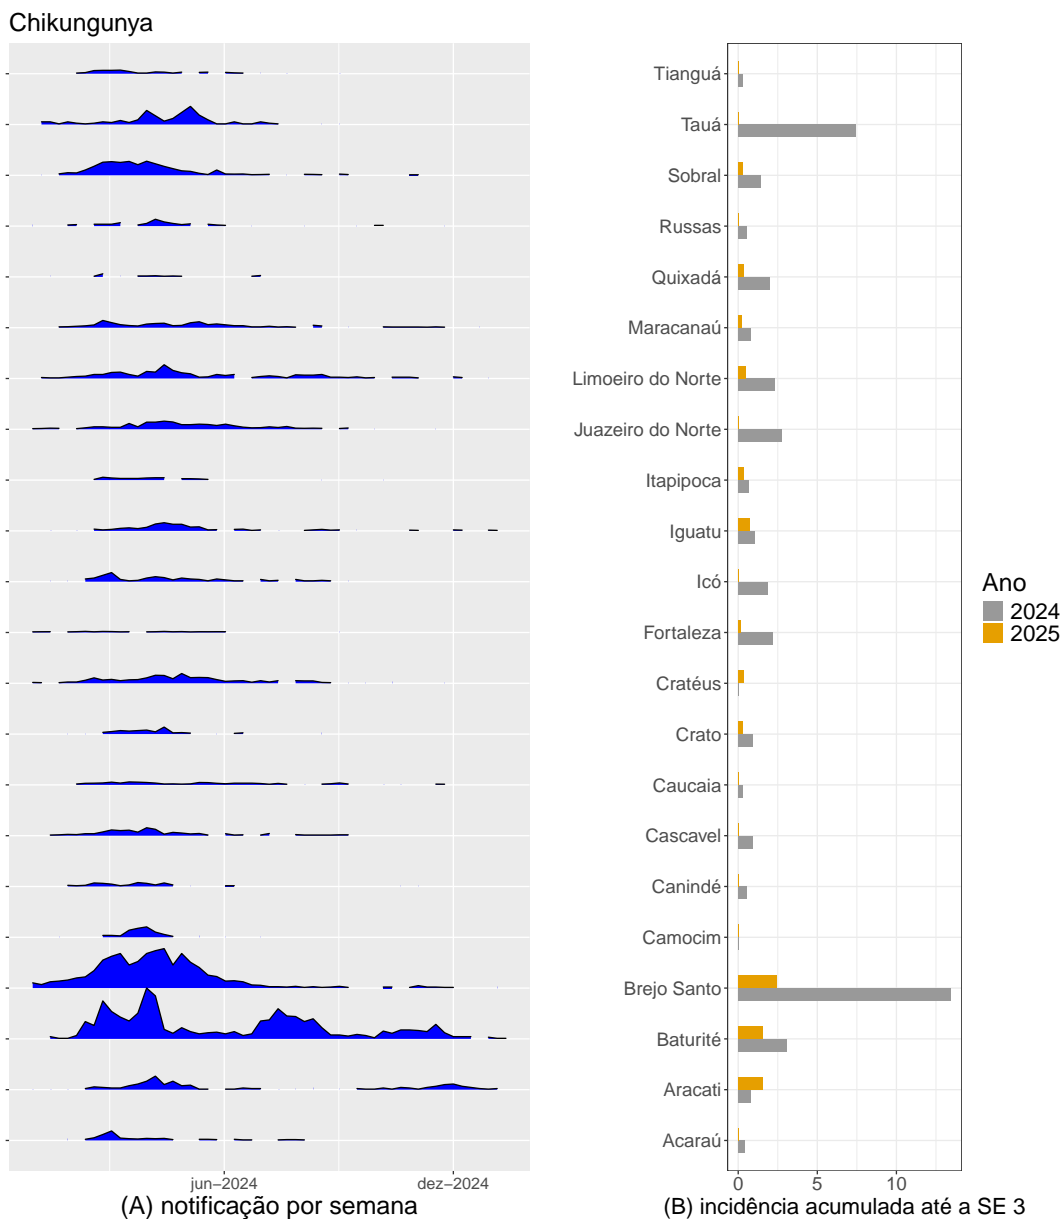 Chikungunya
Tianguá
Tauá
Sobral
Russas
Quixadá
Maracanaú
Limoeiro do Norte
Juazeiro do Norte
Itapipoca
Iguatu
Icó
Fortaleza
Cratéus
Crato
Caucaia
Cascavel
Canindé
Camocim
Brejo Santo
Baturité
Aracati
Acaraú
Ano
2024
2025
jun–2024 dez–2024
0 5 10
(A) notificação por semana
(B) incidência acumulada até a SE 3